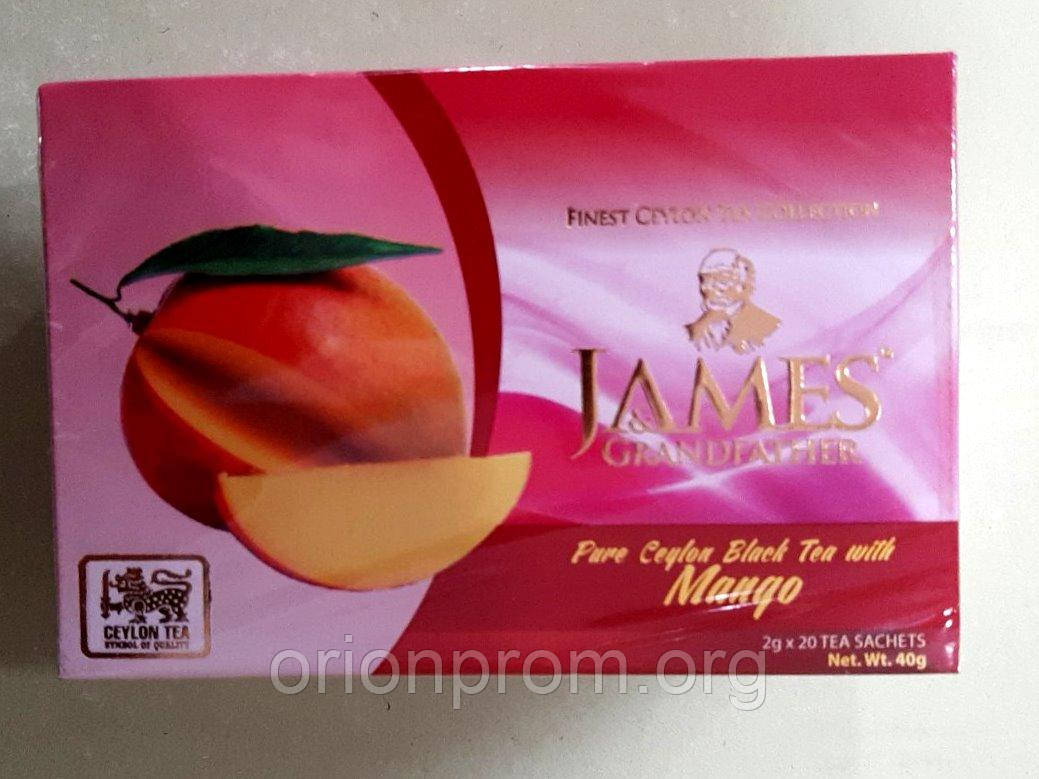 FINEST CEYLON TEA COLLECTION
JAMES
& GRANDFATHER
Pure Ceylon Black Tea with
Mango
2g x 20 TEA SACHETS
Net. Wt. 40g
CEYLON TEA
SYMBOL OF QUALITY
orionprom.org